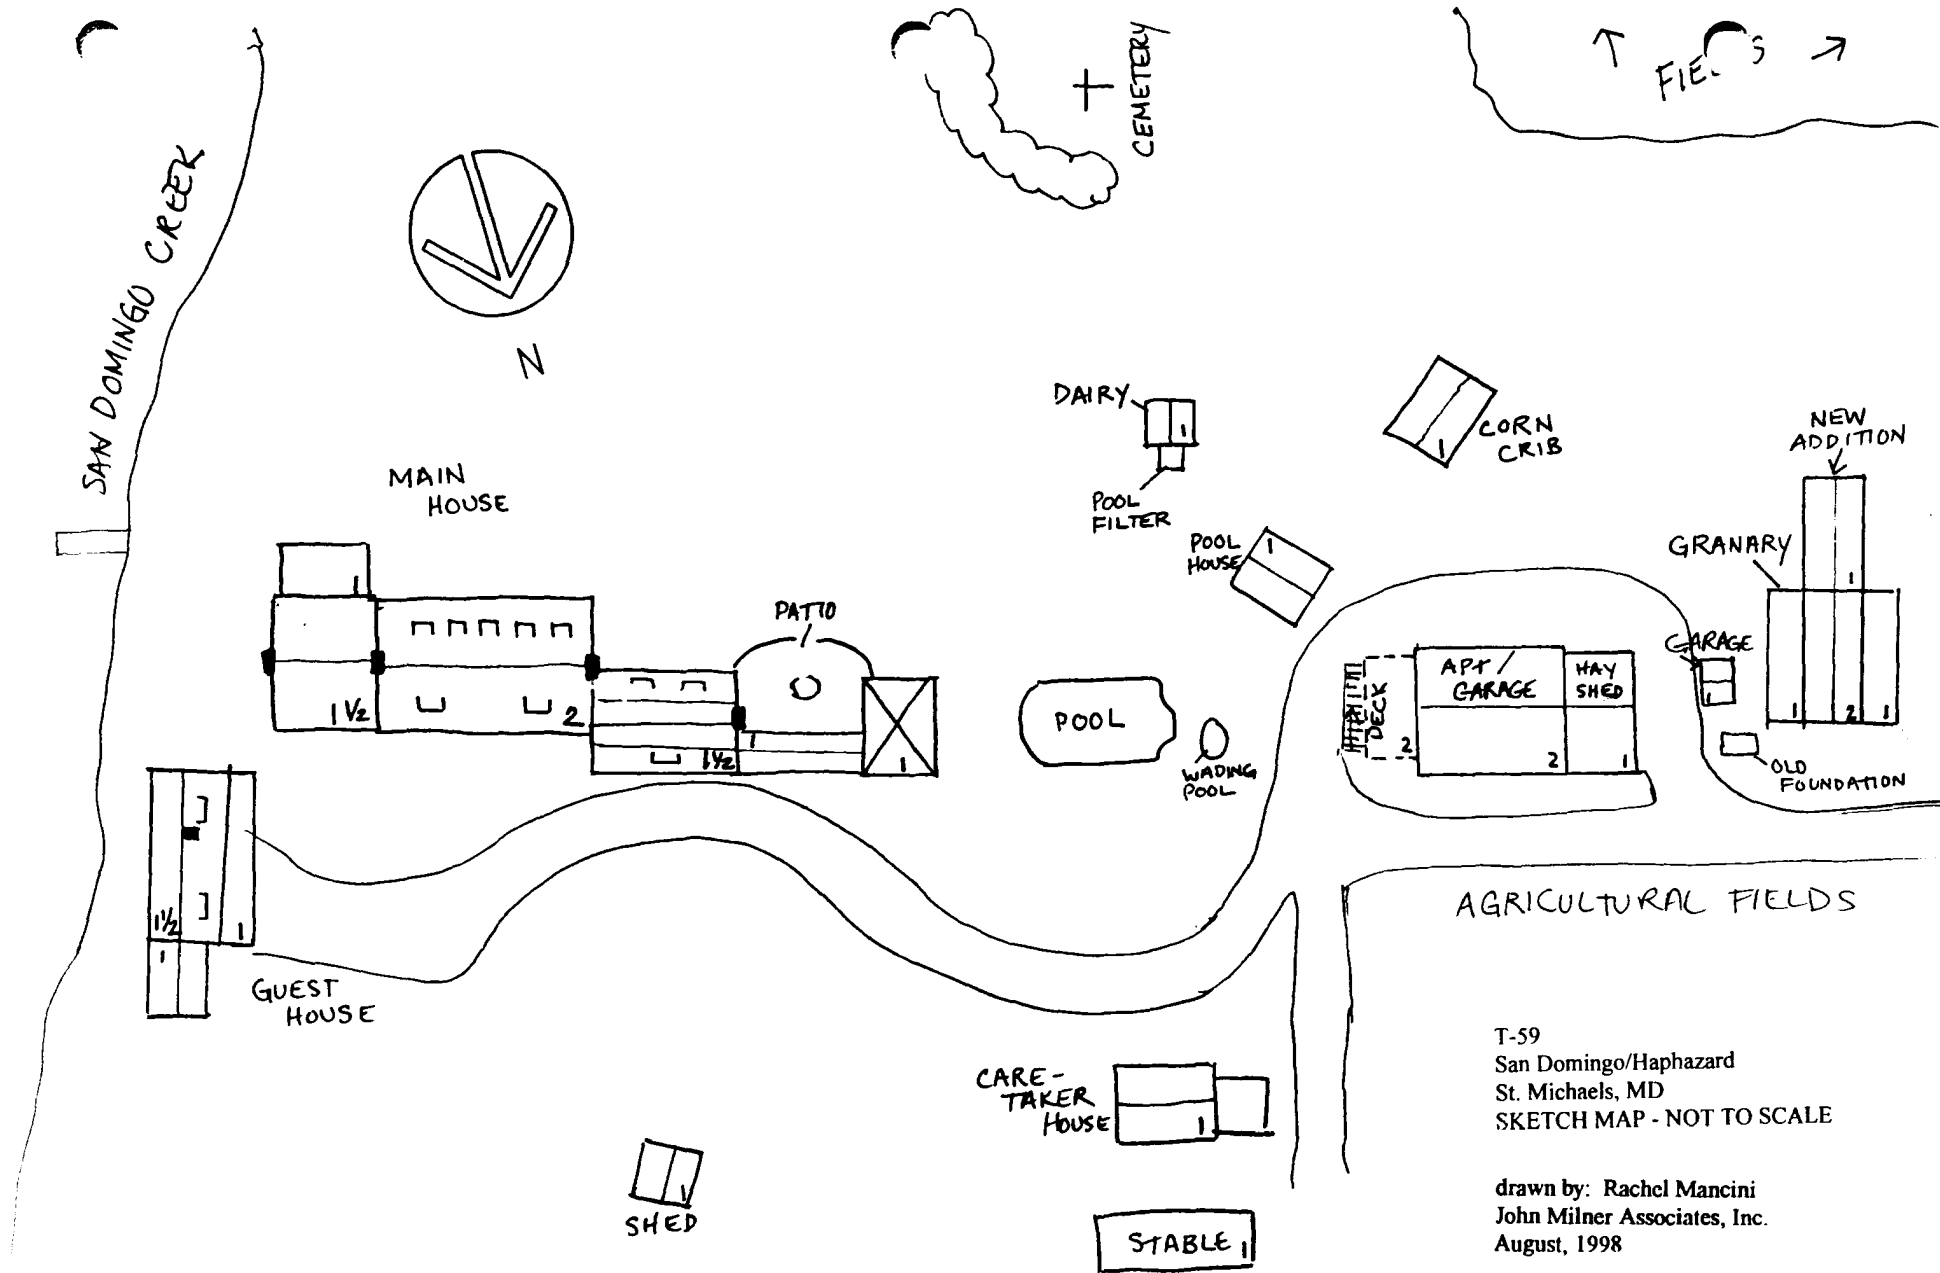 SAN DOMINGO CREEK
CEMETERY
FIELDS
N
MAIN
HOUSE
1
1 1/2
2
1 1/2
1
PATIO
1
DAIRY
1
POOL
FILTER
CORN
CRIB
1
POOL
HOUSE
1
NEW
ADDITION
1
GRANARY
1
2
1
GARAGE
1
OLD
FOUNDATION
POOL
WADING
POOL
DECK
2
APT/
GARAGE
2
HAY
SHED
1
AGRICULTURAL FIELDS
1 1/2
1
1
GUEST
HOUSE
CARE-
TAKER
HOUSE
1
SHED
1
STABLE 1
T-59
San Domingo/Haphazard
St. Michaels, MD
SKETCH MAP - NOT TO SCALE
drawn by: Rachel Mancini
John Milner Associates, Inc.
August, 1998